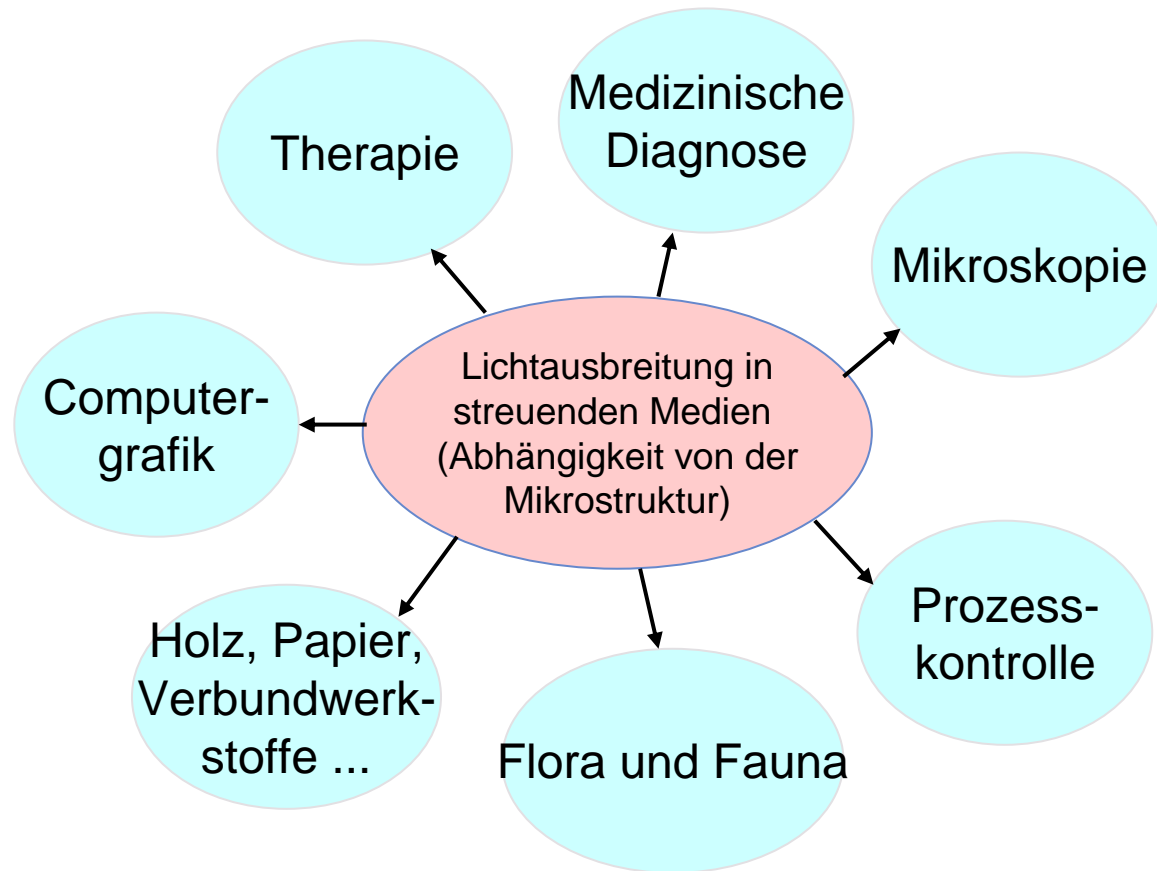 Medizinische
Diagnose
Therapie
Mikroskopie
Lichtausbreitung in
streuenden Medien
(Abhängigkeit von der
Mikrostruktur)
Computer-
grafik
Prozess-
kontrolle
Holz, Papier,
Verbundwerk-
stoffe ...
Flora und Fauna